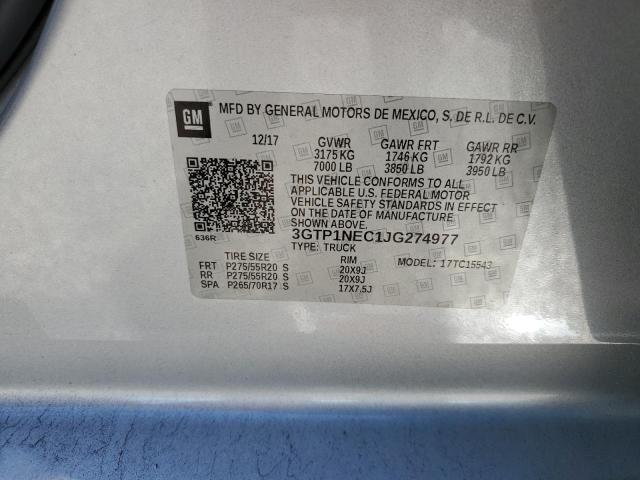 GM MFD BY GENERAL MOTORS DE MEXICO, S. DE R.L. DE C.V.
12/17 GVWR GAWR FRT GAWR RR
3175 KG 1746 KG 1792 KG
7000 LB 3850 LB 3950 LB
THIS VEHICLE CONFORMS TO ALL
APPLICABLE U.S. FEDERAL MOTOR
VEHICLE SAFETY STANDARDS IN EFFECT
ON THE DATE OF MANUFACTURE
SHOWN ABOVE.
636R 3GTP1NEC1JG274977
TYPE: TRUCK MODEL: 17TC15543
TIRE SIZE RIM
FRT P275/55R20 S 20X9J
RR P275/55R20 S 20X9J
SPA P265/70R17 S 17X7.5J